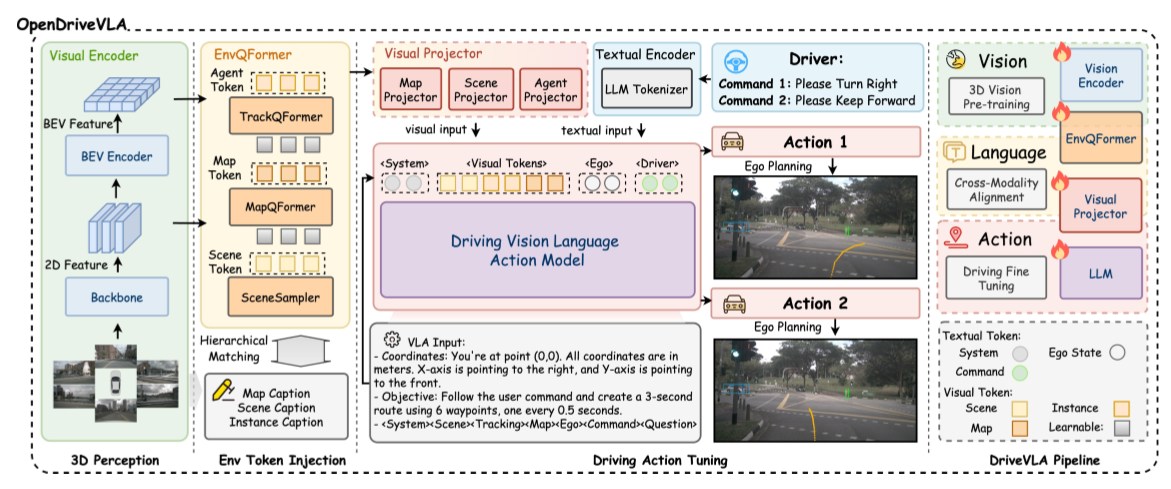 OpenDriveVLA
Visual Encoder
BEV Feature
BEV Encoder
2D Feature
Backbone
3D Perception
EnvQFormer
Agent
Token
TrackQFormer
Map
Token
MapQFormer
Scene
Token
SceneSampler
Hierarchical
Matching
Map Caption
Scene Caption
Instance Caption
Env Token Injection
Visual Projector
Map
Projector
Scene
Projector
Agent
Projector
Textual Encoder
LLM Tokenizer
Driver:
Command 1: Please Turn Right
Command 2: Please Keep Forward
visual input
textual input
<System>
<Visual Tokens>
<Ego>
<Driver>
Driving Vision Language
Action Model
VLA Input:
- Coordinates: You're at point (0,0). All coordinates are in
meters. X-axis is pointing to the right, and Y-axis is pointing
to the front.
- Objective: Follow the user command and create a 3-second
route using 6 waypoints, one every 0.5 seconds.
- <System><Scene><Tracking><Map><Ego><Command><Question>
Action 1
Ego Planning
Action 2
Ego Planning
Driving Action Tuning
Vision
3D Vision
Pre-training
Vision
Encoder
EnvQFormer
Language
Cross-Modality
Alignment
Visual
Projector
Action
Driving Fine
Tuning
LLM
Textual Token:
System
Ego State
Command
Visual Token:
Scene
Instance
Map
Learnable:
DriveVLA Pipeline